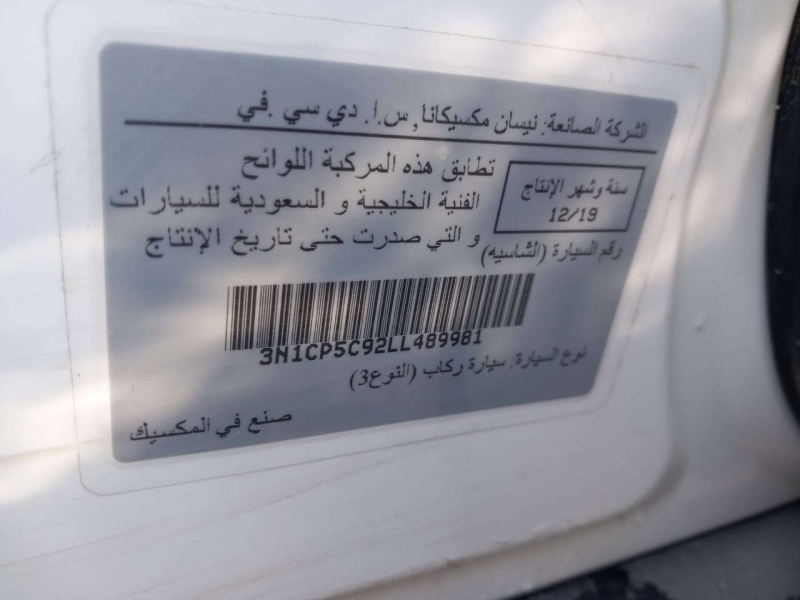 الشركة الصانعة: نيسان مكسيكانا, س.ا. دي سي .في
سنة وشهر الإنتاج
12/19
تطابق هذه المركبة اللوائح
الفنية الخليجية و السعودية للسيارات
و التي صدرت حتى تاريخ الإنتاج
رقم السيارة (الشاسيه)
3N1CP5C92LL489981
نوع السيارة: سيارة ركاب (النوع3)
صنع في المكسيك